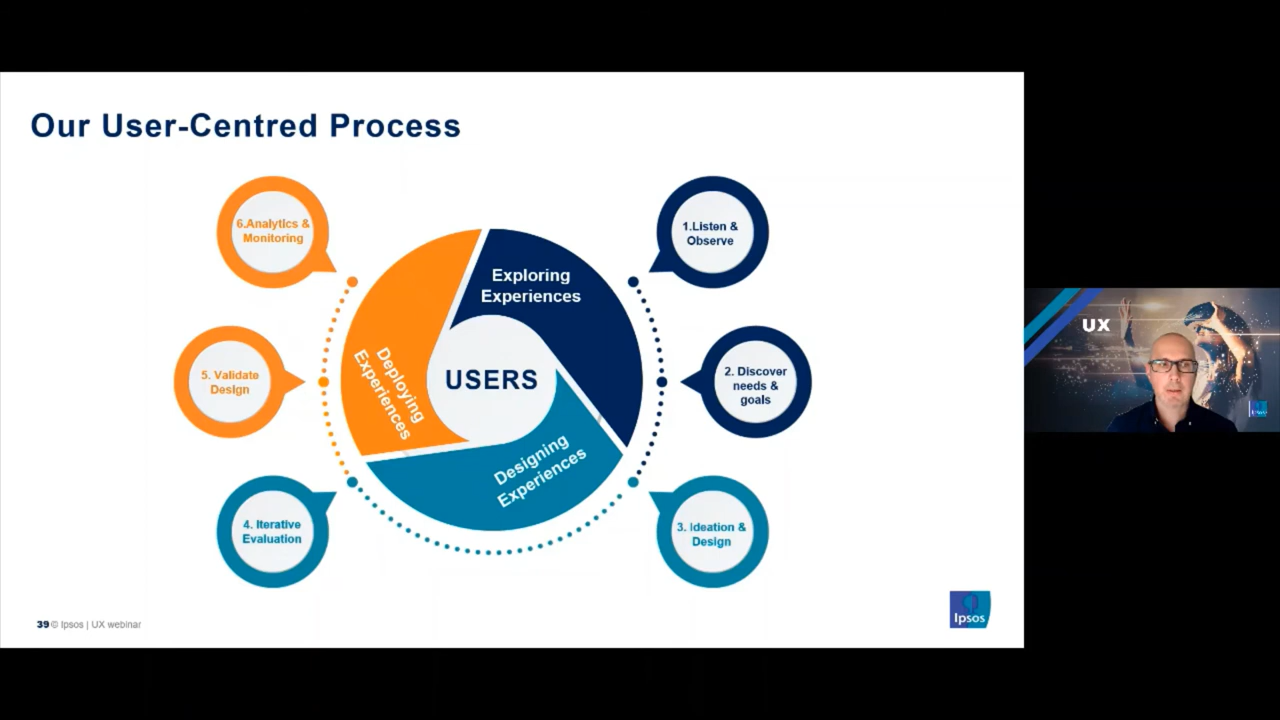 Our User-Centred Process
6.Analytics &
Monitoring
1.Listen &
Observe
Exploring
Experiences
Deploying
Experiences
USERS
5. Validate
Design
2. Discover
needs &
goals
Designing
Experiences
4. Iterative
Evaluation
3. Ideation &
Design
39 © Ipsos | UX webinar
Ipsos
UX
Ipsos